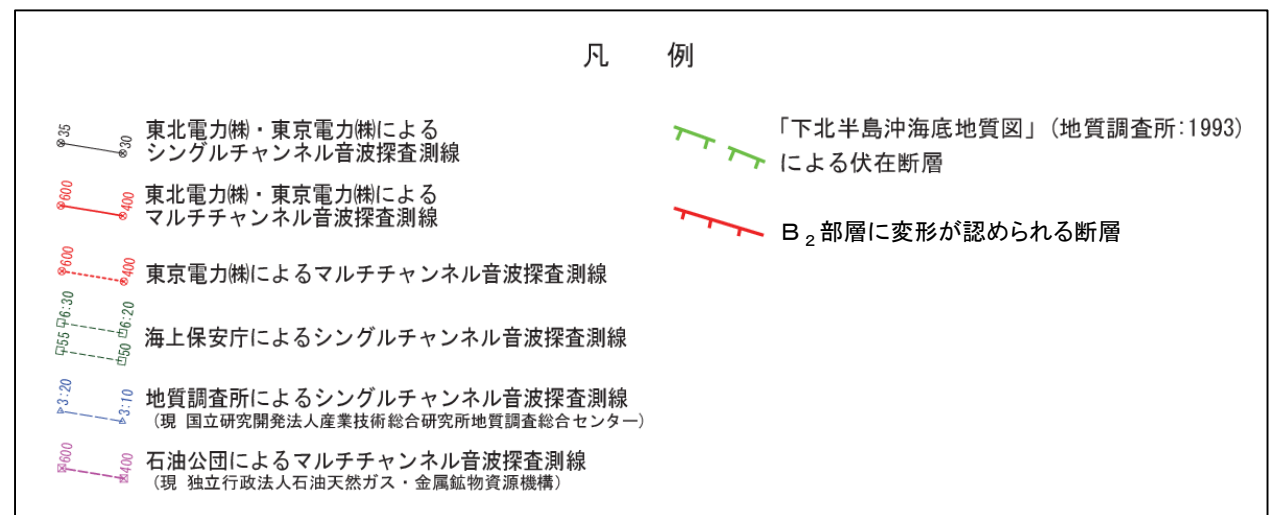 凡 例
35
30
東北電力㈱・東京電力㈱による
シングルチャンネル音波探査測線
600
400
東北電力㈱・東京電力㈱による
マルチチャンネル音波探査測線
600
400
東京電力㈱によるマルチチャンネル音波探査測線
6:30
6:20
55
50
海上保安庁によるシングルチャンネル音波探査測線
3:20
3:10
地質調査所によるシングルチャンネル音波探査測線
(現 国立研究開発法人産業技術総合研究所地質調査総合センター)
600
400
石油公団によるマルチチャンネル音波探査測線
(現 独立行政法人石油天然ガス・金属鉱物資源機構)
「下北半島沖海底地質図」(地質調査所:1993)
による伏在断層
B₂部層に変形が認められる断層